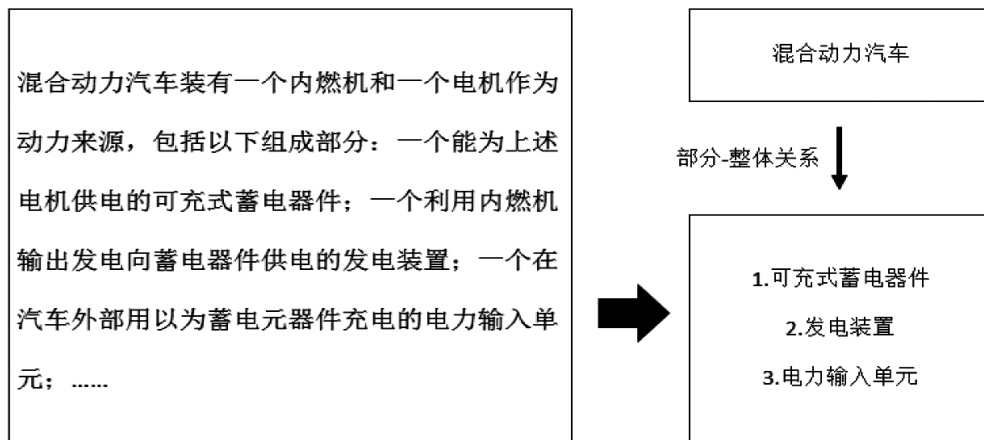 混合动力汽车装有一个内燃机和一个电机作为
动力来源，包括以下组成部分：一个能为上述
电机供电的可充式蓄电器件；一个利用内燃机
输出发电向蓄电器件供电的发电装置；一个在
汽车外部用以为蓄电元器件充电的电力输入单
元；......
混合动力汽车
部分-整体关系
1.可充式蓄电器件
2.发电装置
3.电力输入单元